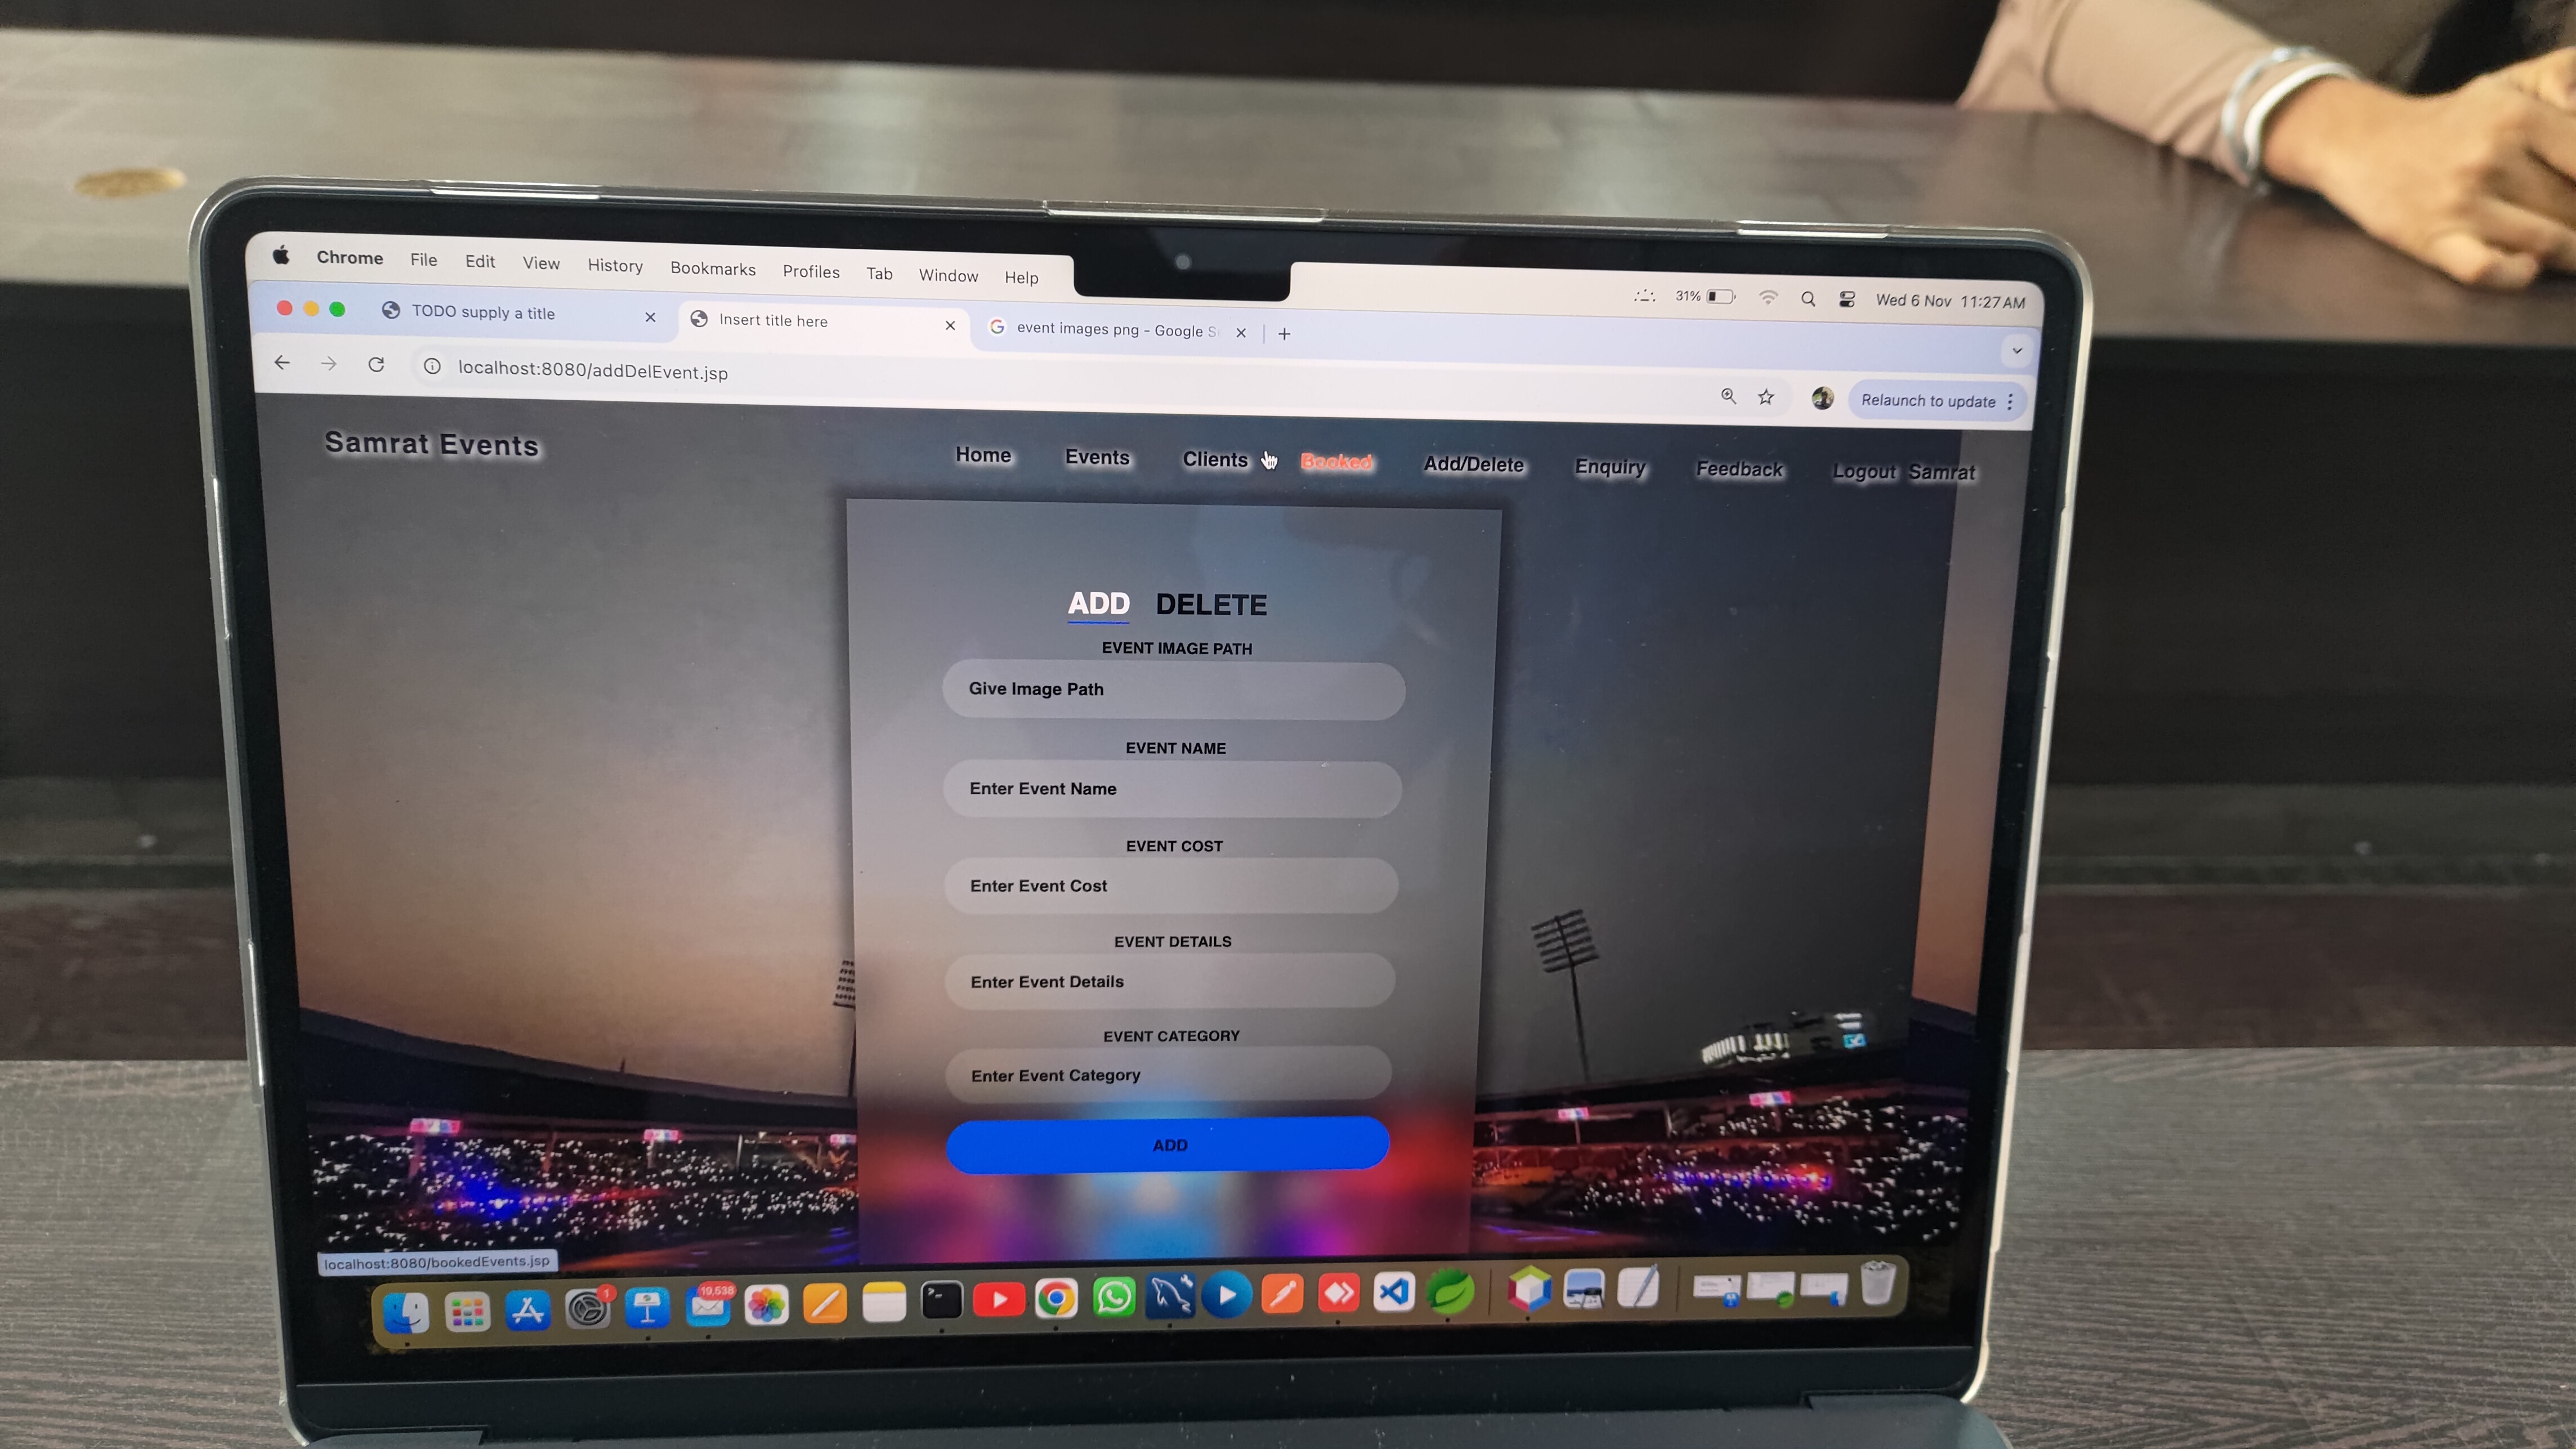 Chrome File Edit View History Bookmarks Profiles Tab Window Help
31% Wed 6 Nov 11:27 AM
TODO supply a title
Insert title here
event images png - Google S
localhost:8080/addDelEvent.jsp
Relaunch to update
Samrat Events
Home Events Clients Booked Add/Delete Enquiry Feedback Logout Samrat
ADD DELETE
EVENT IMAGE PATH
Give Image Path
EVENT NAME
Enter Event Name
EVENT COST
Enter Event Cost
EVENT DETAILS
Enter Event Details
EVENT CATEGORY
Enter Event Category
ADD
localhost:8080/bookedEvents.jsp
1
19,538